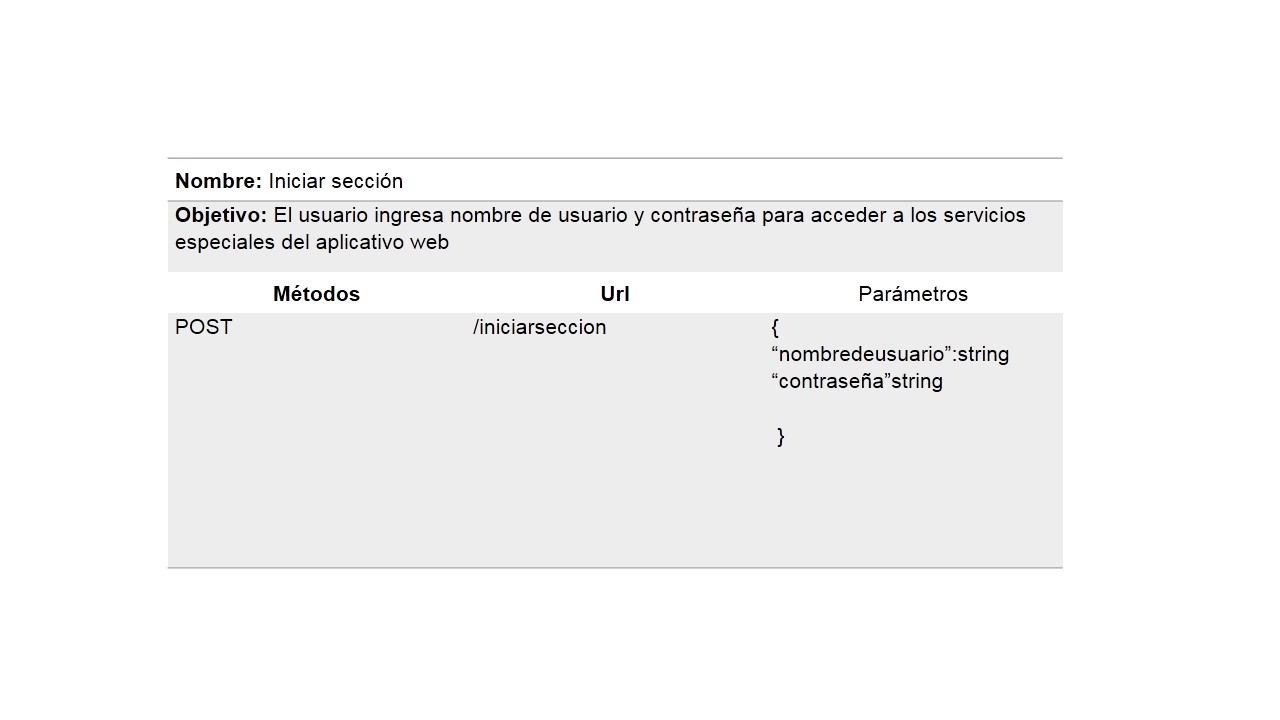 Nombre: Iniciar sección
Objetivo: El usuario ingresa nombre de usuario y contraseña para acceder a los servicios
especiales del aplicativo web
Métodos Url Parámetros
POST /iniciarseccion {
“nombredeusuario”:string
“contraseña”string
}